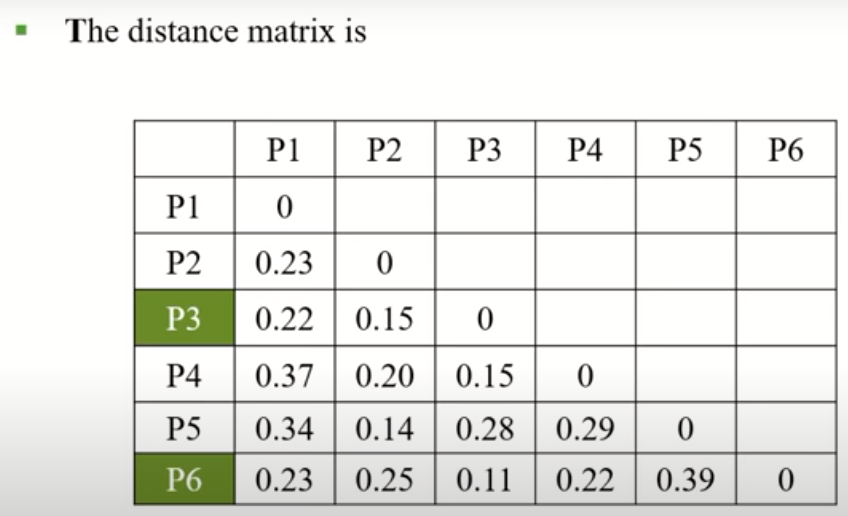 The distance matrix is
P1 P2 P3 P4 P5 P6
P1 0
P2 0.23 0
P3 0.22 0.15 0
P4 0.37 0.20 0.15 0
P5 0.34 0.14 0.28 0.29 0
P6 0.23 0.25 0.11 0.22 0.39 0